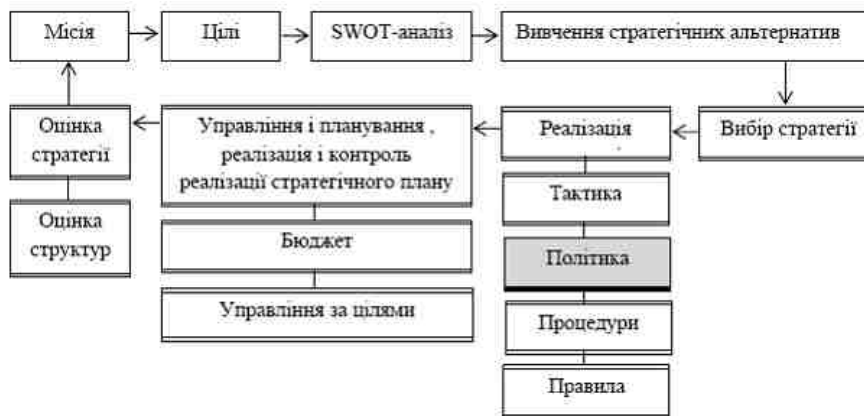 Місія
Цілі
SWOT-аналіз
Вивчення стратегічних альтернатив
Оцінка
стратегії
Управління і планування ,
реалізація і контроль
реалізації стратегічного плану
Реалізація
Вибір стратегії
Оцінка
структур
Бюджет
Управління за цілями
Тактика
Політика
Процедури
Правила